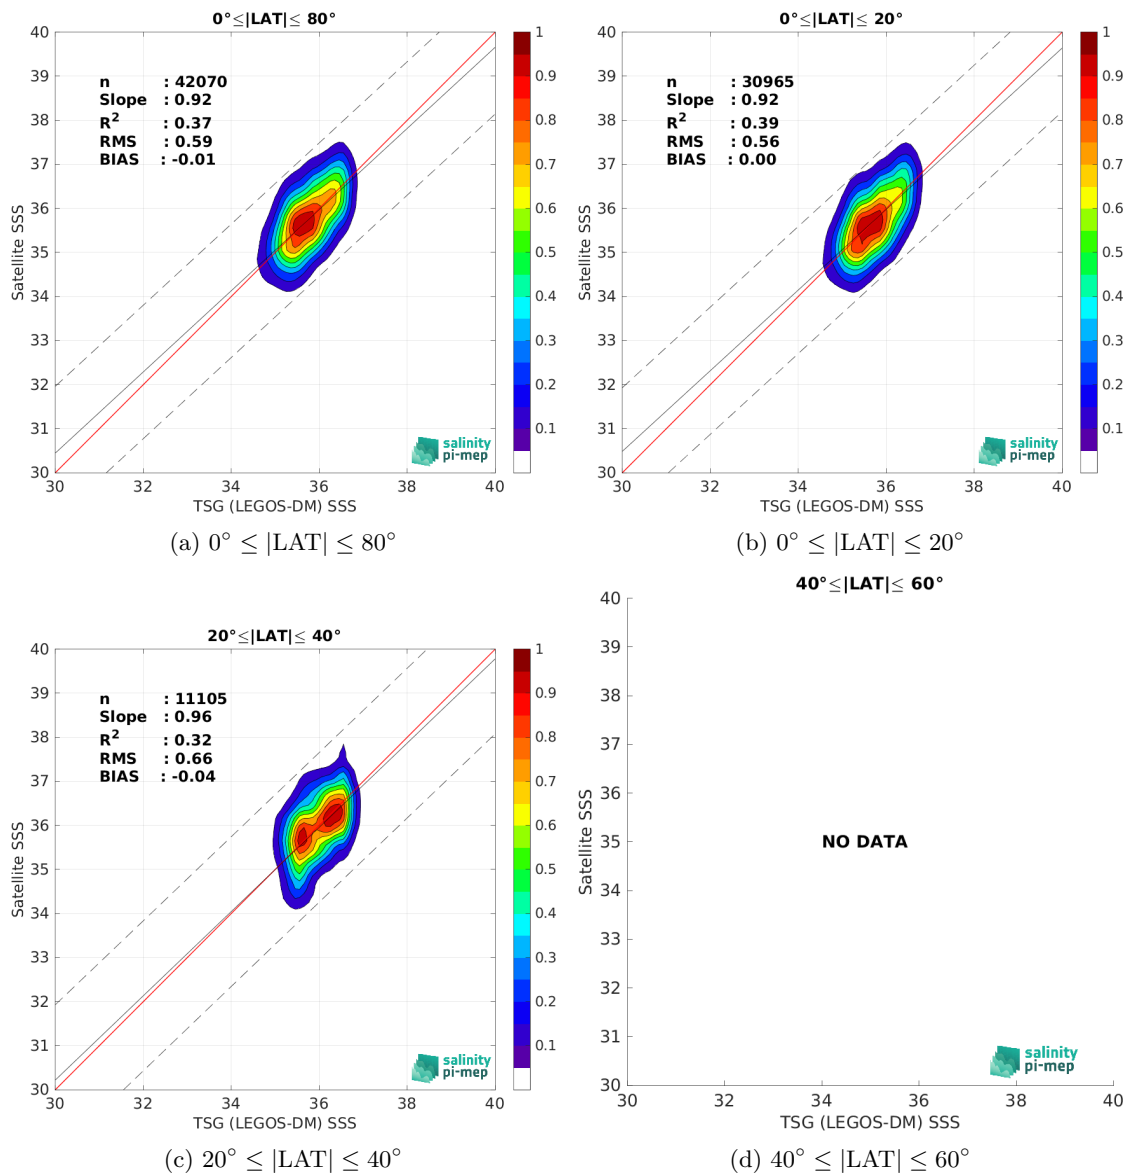 0°≤|LAT|≤ 80°
40
39
38
37
36
35
34
33
32
31
30
Satellite SSS
n : 42070
Slope : 0.92
R² : 0.37
RMS : 0.59
BIAS : -0.01
1
0.9
0.8
0.7
0.6
0.5
0.4
0.3
0.2
0.1
salinity
pi-mep
30 32 34 36 38 40
TSG (LEGOS-DM) SSS
(a) 0° ≤ |LAT| ≤ 80°
0°≤|LAT|≤ 20°
40
39
38
37
36
35
34
33
32
31
30
Satellite SSS
n : 30965
Slope : 0.92
R² : 0.39
RMS : 0.56
BIAS : 0.00
1
0.9
0.8
0.7
0.6
0.5
0.4
0.3
0.2
0.1
salinity
pi-mep
30 32 34 36 38 40
TSG (LEGOS-DM) SSS
(b) 0° ≤ |LAT| ≤ 20°
20°≤|LAT|≤ 40°
40
39
38
37
36
35
34
33
32
31
30
Satellite SSS
n : 11105
Slope : 0.96
R² : 0.32
RMS : 0.66
BIAS : -0.04
1
0.9
0.8
0.7
0.6
0.5
0.4
0.3
0.2
0.1
salinity
pi-mep
30 32 34 36 38 40
TSG (LEGOS-DM) SSS
(c) 20° ≤ |LAT| ≤ 40°
40°≤|LAT|≤ 60°
40
39
38
37
36
35
34
33
32
31
30
Satellite SSS
NO DATA
salinity
pi-mep
30 32 34 36 38 40
TSG (LEGOS-DM) SSS
(d) 40° ≤ |LAT| ≤ 60°